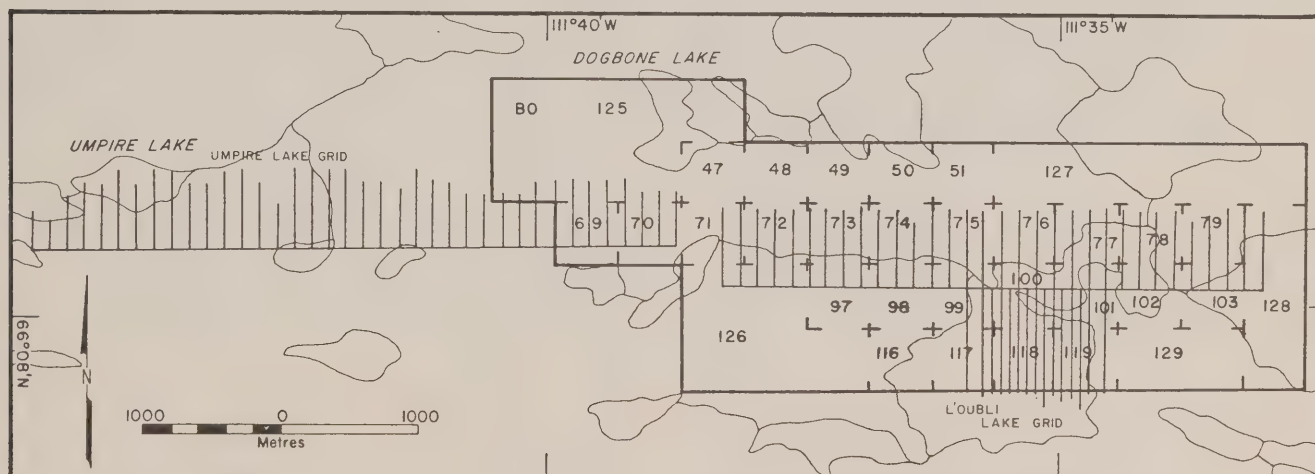 111°40'W
111°35'W
DOGBONE LAKE
BO 125
UMPIRE LAKE
UMPIRE LAKE GRID
47 48 49 50 51 127
69 70 71 72 73 74 75 76 77 78 79
100
97 98 99 101 102 103 128
126 116 117 118 119 129
66°08'N
N
L'OUBLI
LAKE GRID
1000 0 1000
Metres